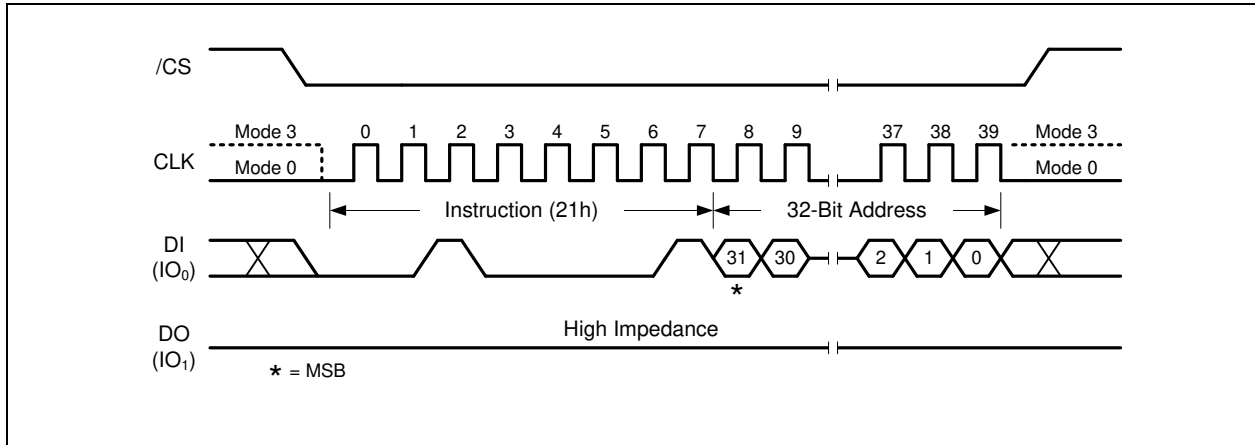 /CS
Mode 3 0 1 2 3 4 5 6 7 8 9 37 38 39 Mode 3
CLK
Mode 0 Mode 0
Instruction (21h) 32-Bit Address
DI
(IO₀)
31 30 2 1 0
*
High Impedance
DO
(IO₁)
* = MSB